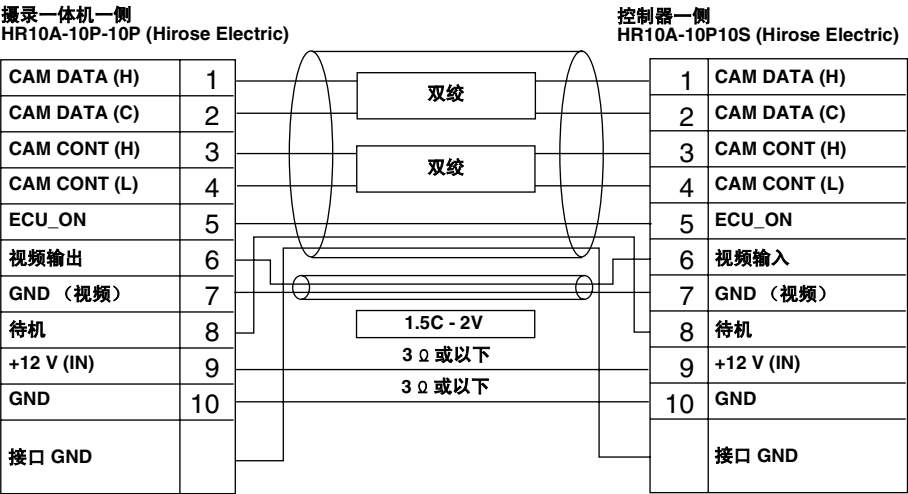 摄录一体机一侧
HR10A-10P-10P (Hirose Electric)
控制器一侧
HR10A-10P10S (Hirose Electric)
CAM DATA (H) 1 双绞 1 CAM DATA (H)
CAM DATA (C) 2 2 CAM DATA (C)
CAM CONT (H) 3 双绞 3 CAM CONT (H)
CAM CONT (L) 4 4 CAM CONT (L)
ECU_ON 5 5 ECU_ON
视频输出 6 6 视频输入
GND （视频） 7 7 GND （视频）
待机 8 1.5C - 2V 8 待机
3 Ω 或以下
+12 V (IN) 9 9 +12 V (IN)
3 Ω 或以下
GND 10 10 GND
接口 GND 接口 GND